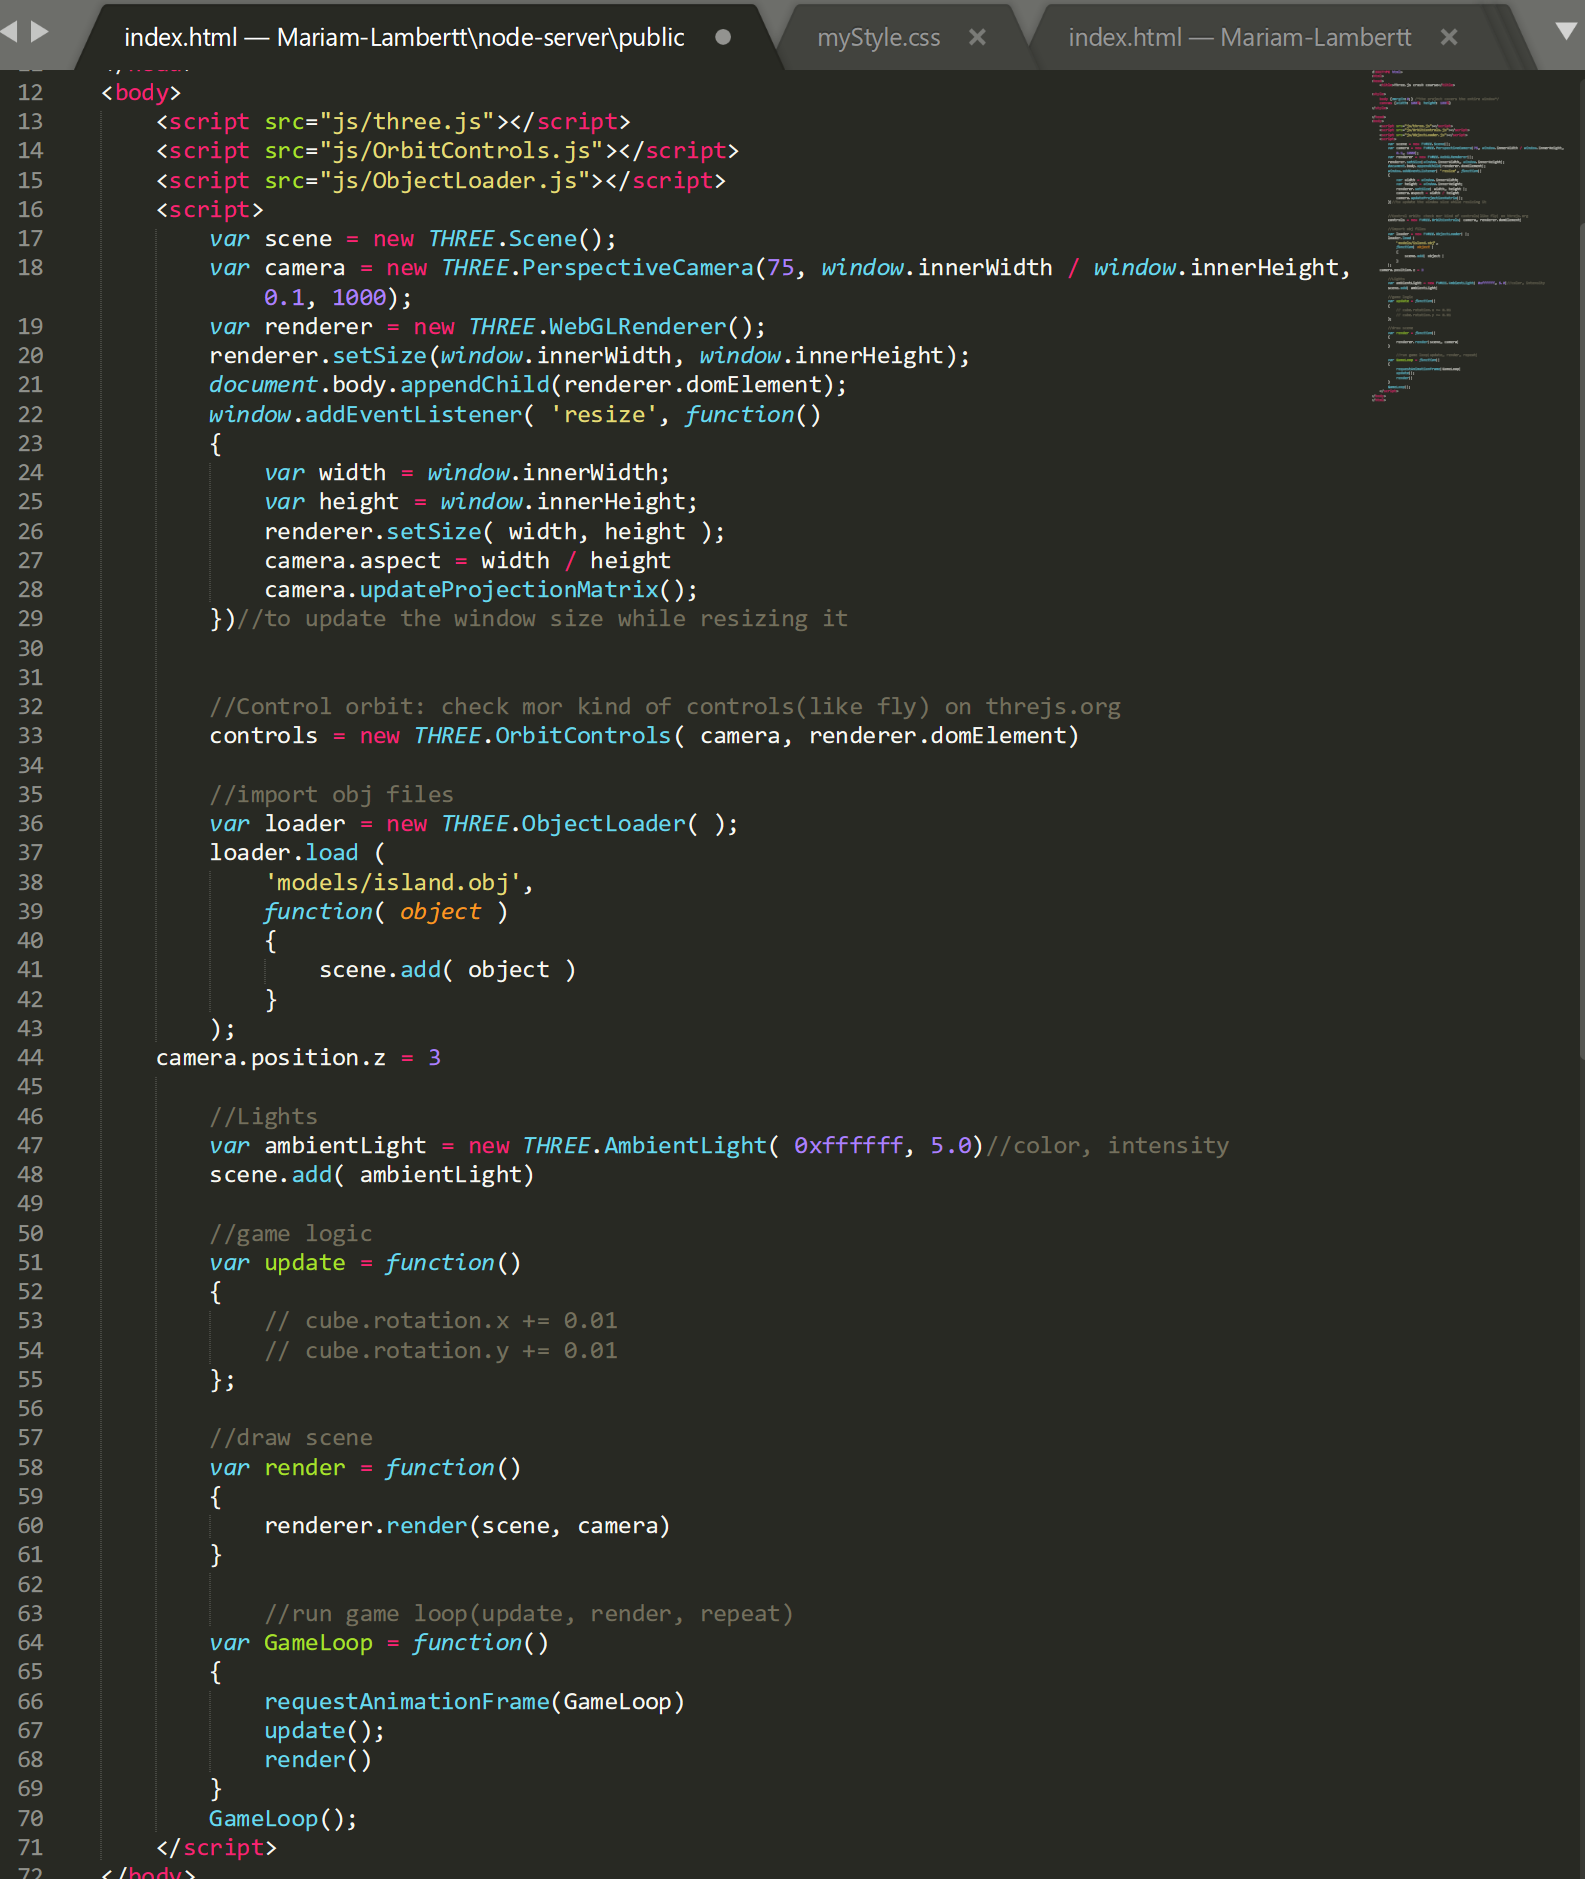 index.html — Mariam-Lambertt\node-server\public
myStyle.css ×
index.html — Mariam-Lambertt ×
12 <body>
13 <script src="js/three.js"></script>
14 <script src="js/OrbitControls.js"></script>
15 <script src="js/ObjectLoader.js"></script>
16 <script>
17 var scene = new THREE.Scene();
18 var camera = new THREE.PerspectiveCamera(75, window.innerWidth / window.innerHeight,
0.1, 1000);
19 var renderer = new THREE.WebGLRenderer();
20 renderer.setSize(window.innerWidth, window.innerHeight);
21 document.body.appendChild(renderer.domElement);
22 window.addEventListener( 'resize', function()
23 {
24 var width = window.innerWidth;
25 var height = window.innerHeight;
26 renderer.setSize( width, height );
27 camera.aspect = width / height
28 camera.updateProjectionMatrix();
29 })//to update the window size while resizing it
30
31
32 //Control orbit: check mor kind of controls(like fly) on threjs.org
33 controls = new THREE.OrbitControls( camera, renderer.domElement)
34
35 //import obj files
36 var loader = new THREE.ObjectLoader( );
37 loader.load (
38 'models/island.obj',
39 function( object )
40 {
41 scene.add( object )
42 }
43 );
44 camera.position.z = 3
45
46 //Lights
47 var ambientLight = new THREE.AmbientLight( 0xffffff, 5.0)//color, intensity
48 scene.add( ambientLight)
49
50 //game logic
51 var update = function()
52 {
53 // cube.rotation.x += 0.01
54 // cube.rotation.y += 0.01
55 };
56
57 //draw scene
58 var render = function()
59 {
60 renderer.render(scene, camera)
61 }
62
63 //run game loop(update, render, repeat)
64 var GameLoop = function()
65 {
66 requestAnimationFrame(GameLoop)
67 update();
68 render()
69 }
70 GameLoop();
71 </script>
72 </body>